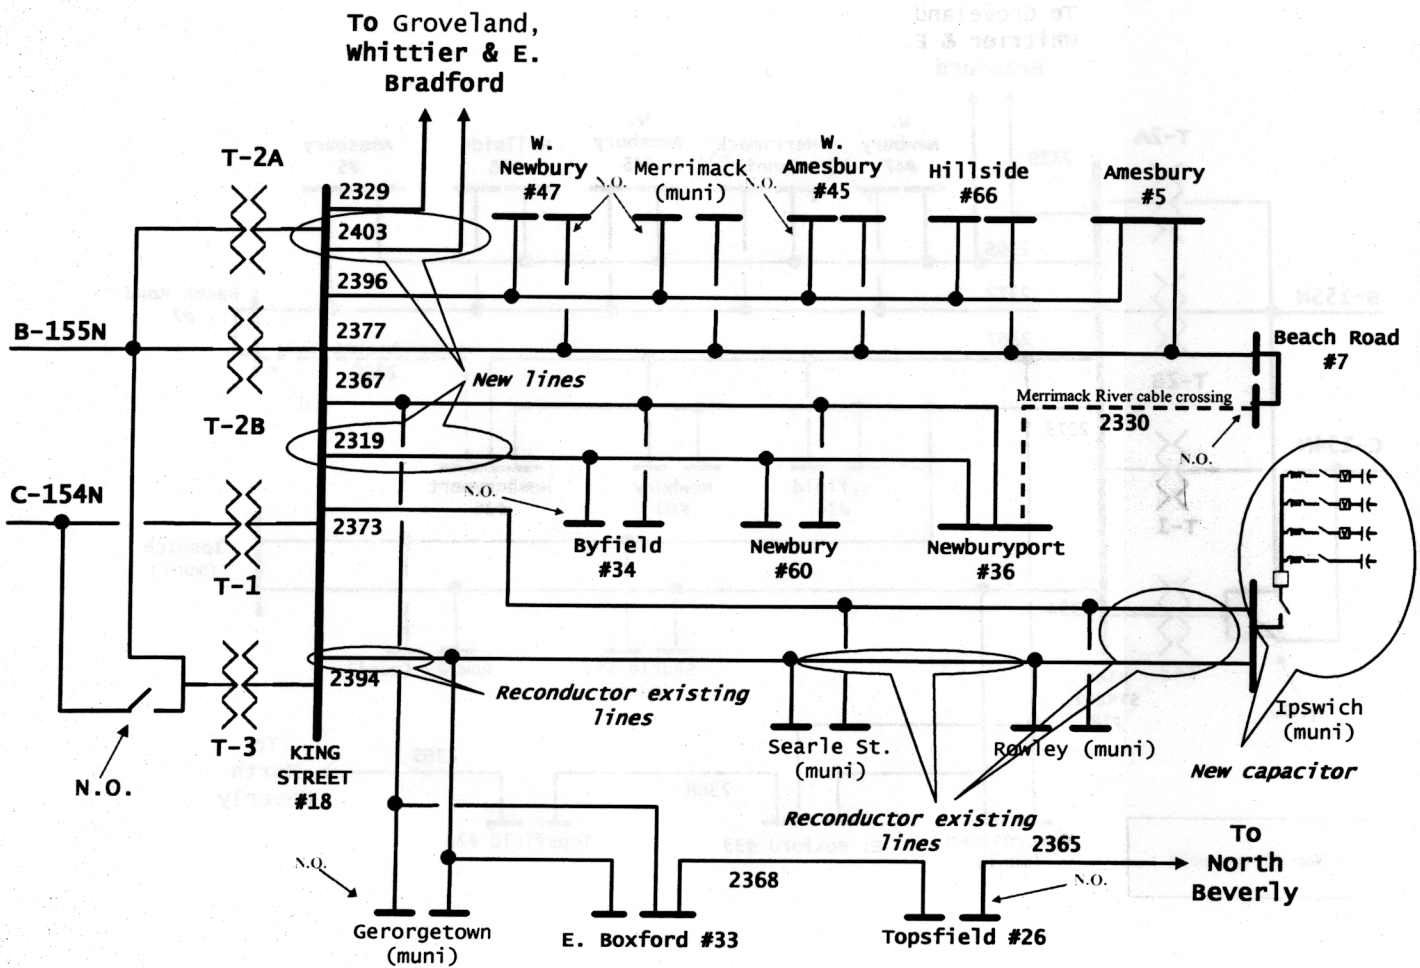 To Groveland,
Whittier & E.
Bradford
T-2A
2329
2403
2396
2377
2367
2319
2373
2394
W.
Newbury
#47
N.O.
Merrimack
(muni)
N.O.
W.
Amesbury
#45
Hillside
#66
Amesbury
#5
B-155N
New lines
Beach Road
#7
Merrimack River cable crossing
2330
N.O.
T-2B
C-154N
N.O.
Byfield
#34
Newbury
#60
Newburyport
#36
T-1
Reconductor existing
lines
Searle St.
(muni)
Rowley (muni)
Ipswich
(muni)
New capacitor
T-3
KING
STREET
#18
N.O.
Reconductor existing
lines
2365
To
North
Beverly
N.O.
2368
N.O.
Gerorgetown
(muni)
E. Boxford #33
Topsfield #26